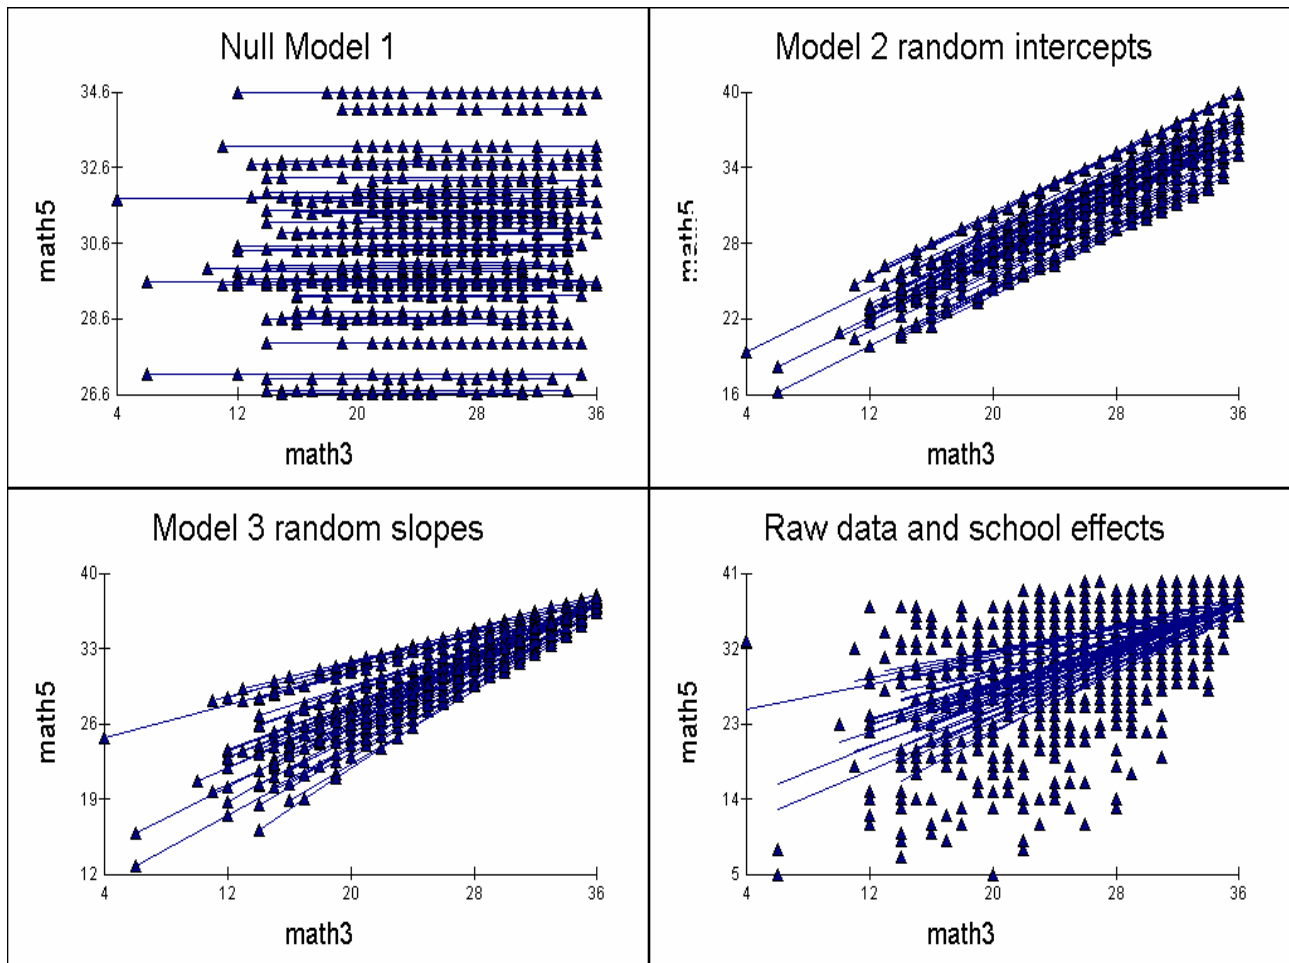 Null Model 1
34.6
32.6
30.6
28.6
26.6
4 12 20 28 36
math5
math3
Model 2 random intercepts
40
34
28
22
16
4 12 20 28 36
math5
math3
Model 3 random slopes
40
33
26
19
12
4 12 20 28 36
math5
math3
Raw data and school effects
41
32
23
14
5
4 12 20 28 36
math5
math3